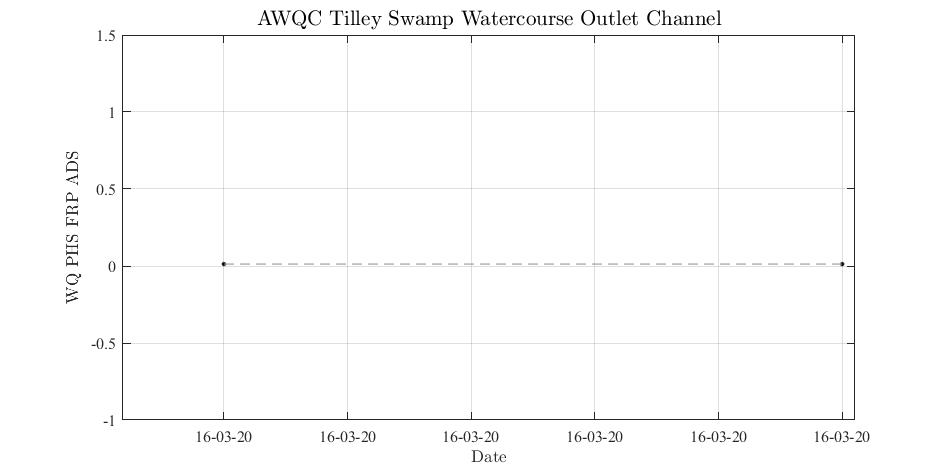 AWQC Tilley Swamp Watercourse Outlet Channel
WQ PHS FRP ADS
1.5
1
0.5
0
-0.5
-1
16-03-20 16-03-20 16-03-20 16-03-20 16-03-20 16-03-20
Date